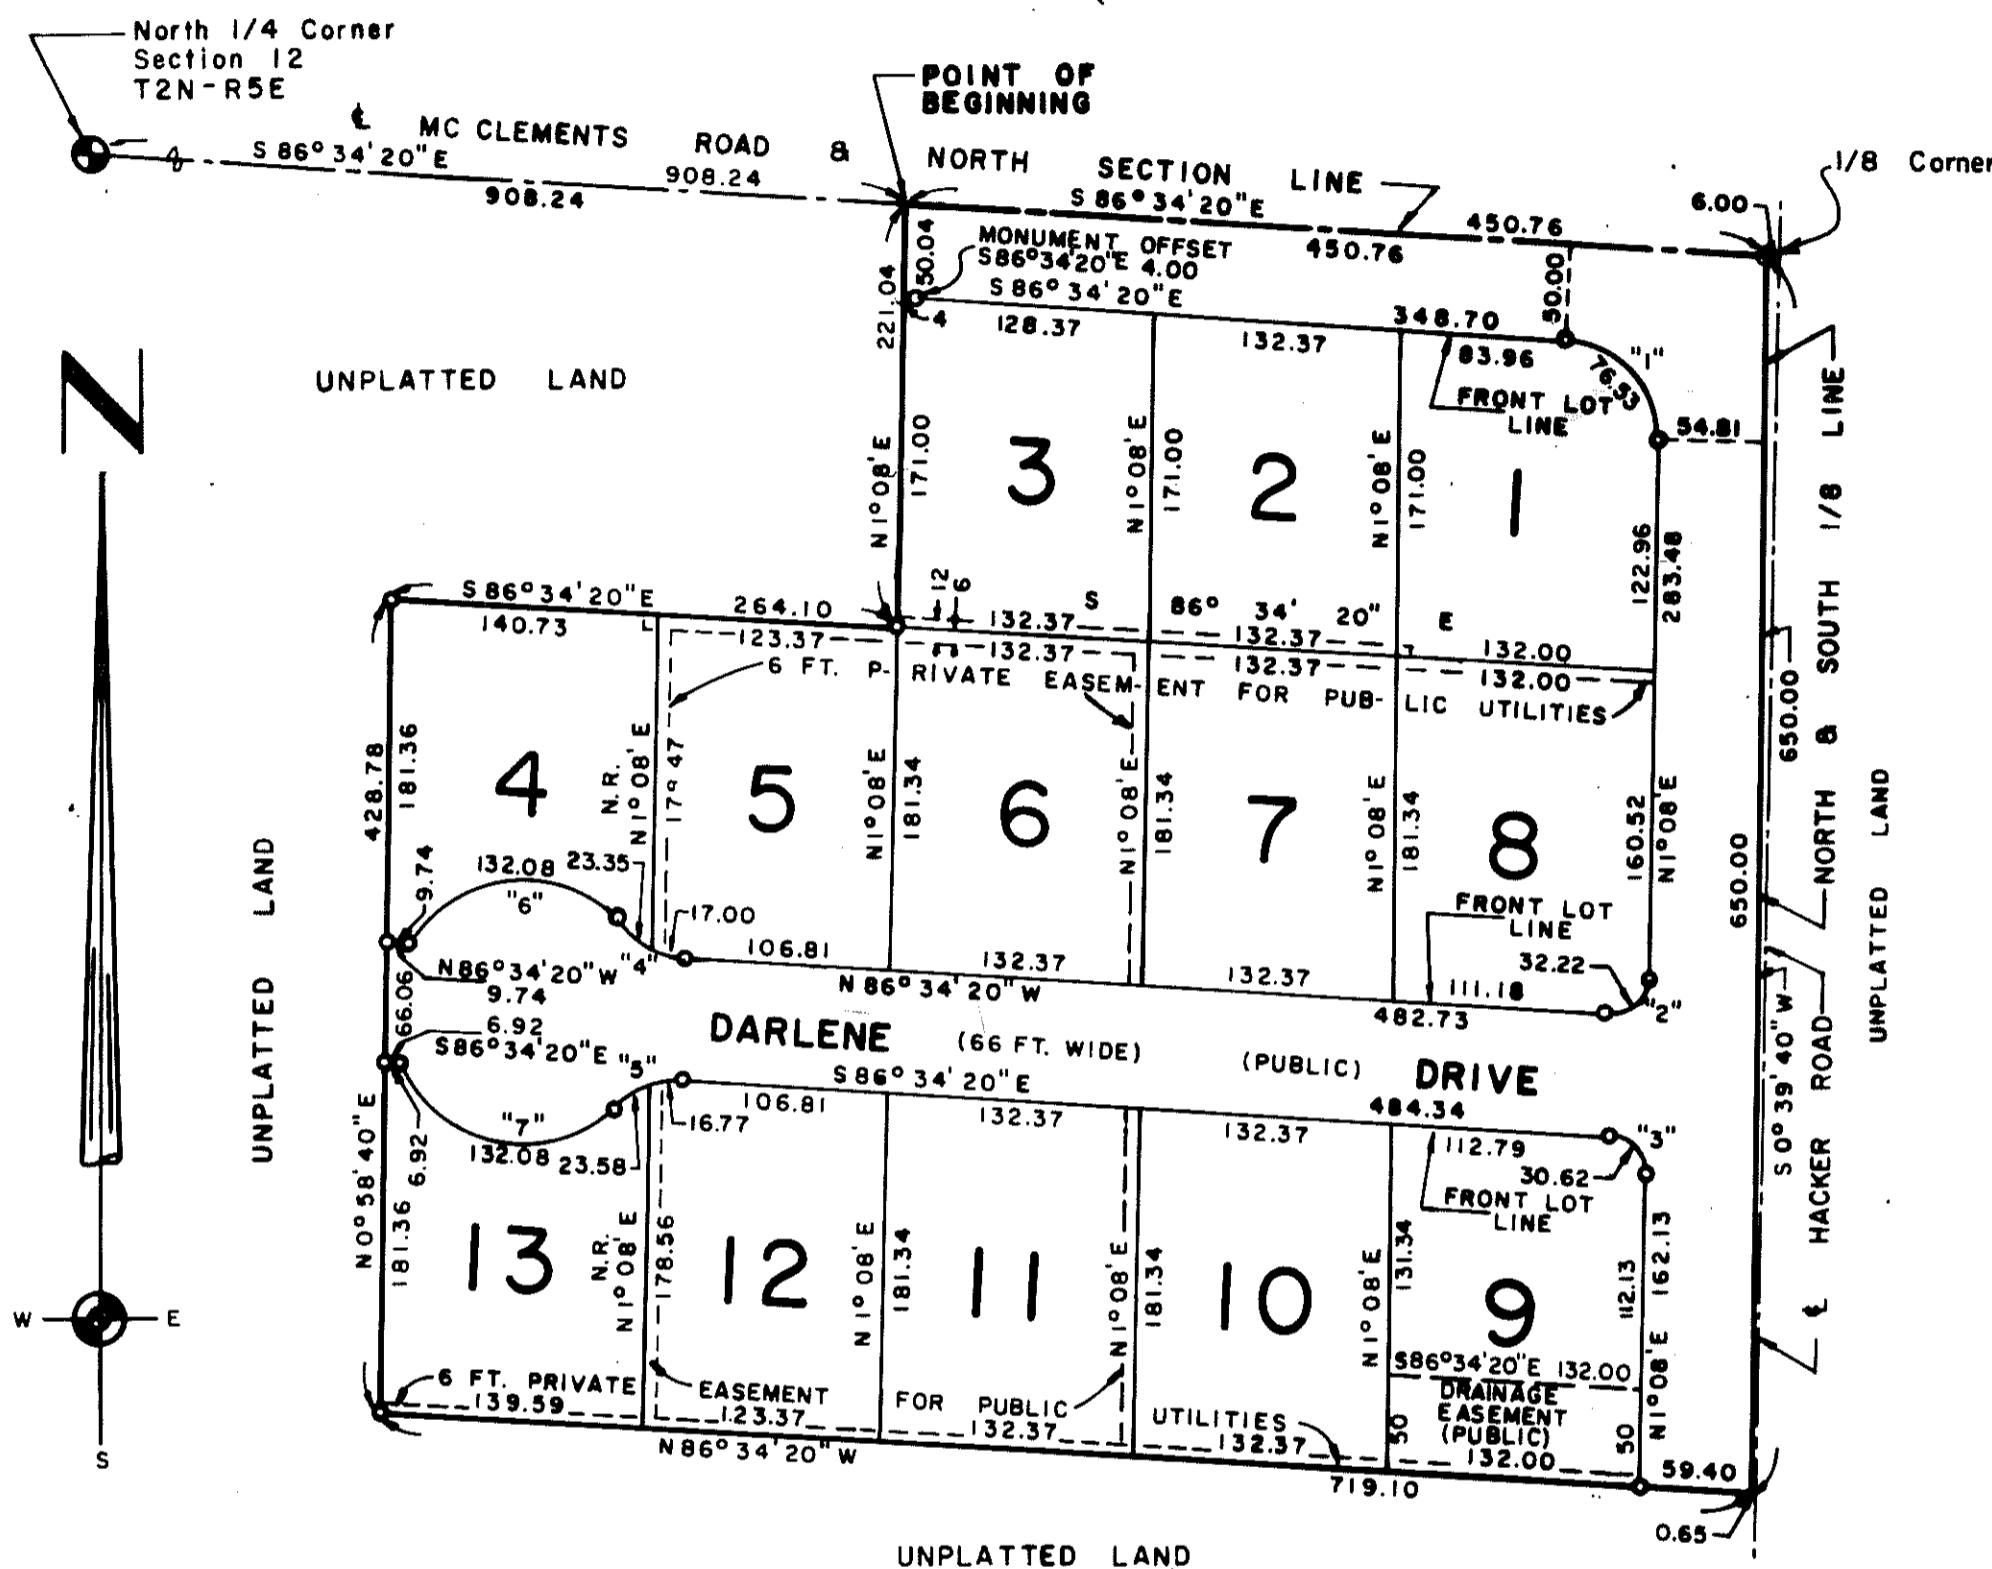 North 1/4 Corner
Section 12
T2N-R5E
POINT OF
BEGINNING
℄ MC CLEMENTS ROAD & NORTH SECTION LINE
S 86° 34' 20" E
908.24
908.24
S 86° 34' 20" E
450.76
450.76
6.00
1/8 Corner
MONUMENT OFFSET
S86°34'20"E 4.00
S 86° 34' 20" E
50.04
221.04
4
128.37
132.37
348.70
83.96
50.00
"1"
76.53
FRONT LOT
LINE
54.81
N
UNPLATTED LAND
N1°08'E
171.00
3
N1°08'E
171.00
2
N1°08'E
171.00
1
122.96
283.48
NORTH & SOUTH 1/8 LINE
S 86° 34' 20" E
264.10
12
6
132.37
S 86° 34' 20" E
132.37
132.00
140.73
123.37
132.37
132.37
132.00
6 FT. P- RIVATE EASEM- ENT FOR PUB- LIC UTILITIES
650.00
650.00
428.78
181.36
4
N.R.
N1°08'E
179.47
5
N1°08'E
181.34
6
N1°08'E
181.34
7
N1°08'E
181.34
8
160.52
N1°08'E
UNPLATTED LAND
UNPLATTED LAND
9.74
132.08
"6"
23.35
17.00
106.81
132.37
132.37
FRONT LOT
LINE
111.18
32.22
"2"
N86°34'20"W
9.74
"4"
N 86° 34' 20" W
482.73
66.06
6.92
S86°34'20"E
"5"
DARLENE (66 FT. WIDE) (PUBLIC) DRIVE
S 86° 34' 20" E
484.34
S 0° 39' 40" W
℄ HACKER ROAD
"7"
132.08
6.92
23.58
16.77
106.81
132.37
132.37
112.79
"3"
30.62
FRONT LOT
LINE
N 0° 58' 40" E
181.36
13
N.R.
N1°08'E
178.56
12
N1°08'E
181.34
11
N1°08'E
181.34
10
N1°08'E
131.34
9
112.13
162.13
N1°08'E
S86°34'20"E 132.00
DRAINAGE
EASEMENT
(PUBLIC)
50
50
W
E
S
6 FT. PRIVATE EASEMENT FOR PUBLIC UTILITIES
139.59
123.37
132.37
132.37
132.00
N 86° 34' 20" W
719.10
59.40
0.65
UNPLATTED LAND